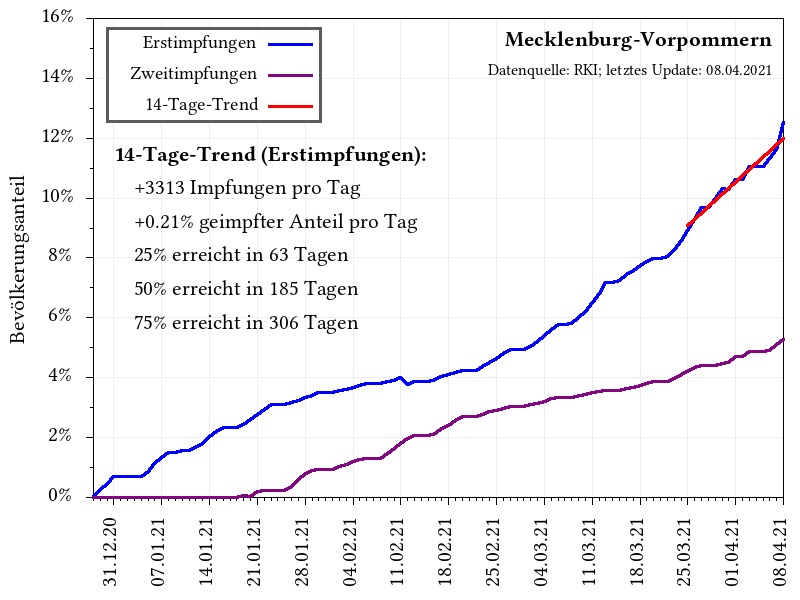 16%
14%
12%
10%
8%
6%
4%
2%
0%
Bevölkerungsanteil
Erstimpfungen
Zweitimpfungen
14-Tage-Trend
Mecklenburg-Vorpommern
Datenquelle: RKI; letztes Update: 08.04.2021
14-Tage-Trend (Erstimpfungen):
+3313 Impfungen pro Tag
+0.21% geimpfter Anteil pro Tag
25% erreicht in 63 Tagen
50% erreicht in 185 Tagen
75% erreicht in 306 Tagen
31.12.20
07.01.21
14.01.21
21.01.21
28.01.21
04.02.21
11.02.21
18.02.21
25.02.21
04.03.21
11.03.21
18.03.21
25.03.21
01.04.21
08.04.21